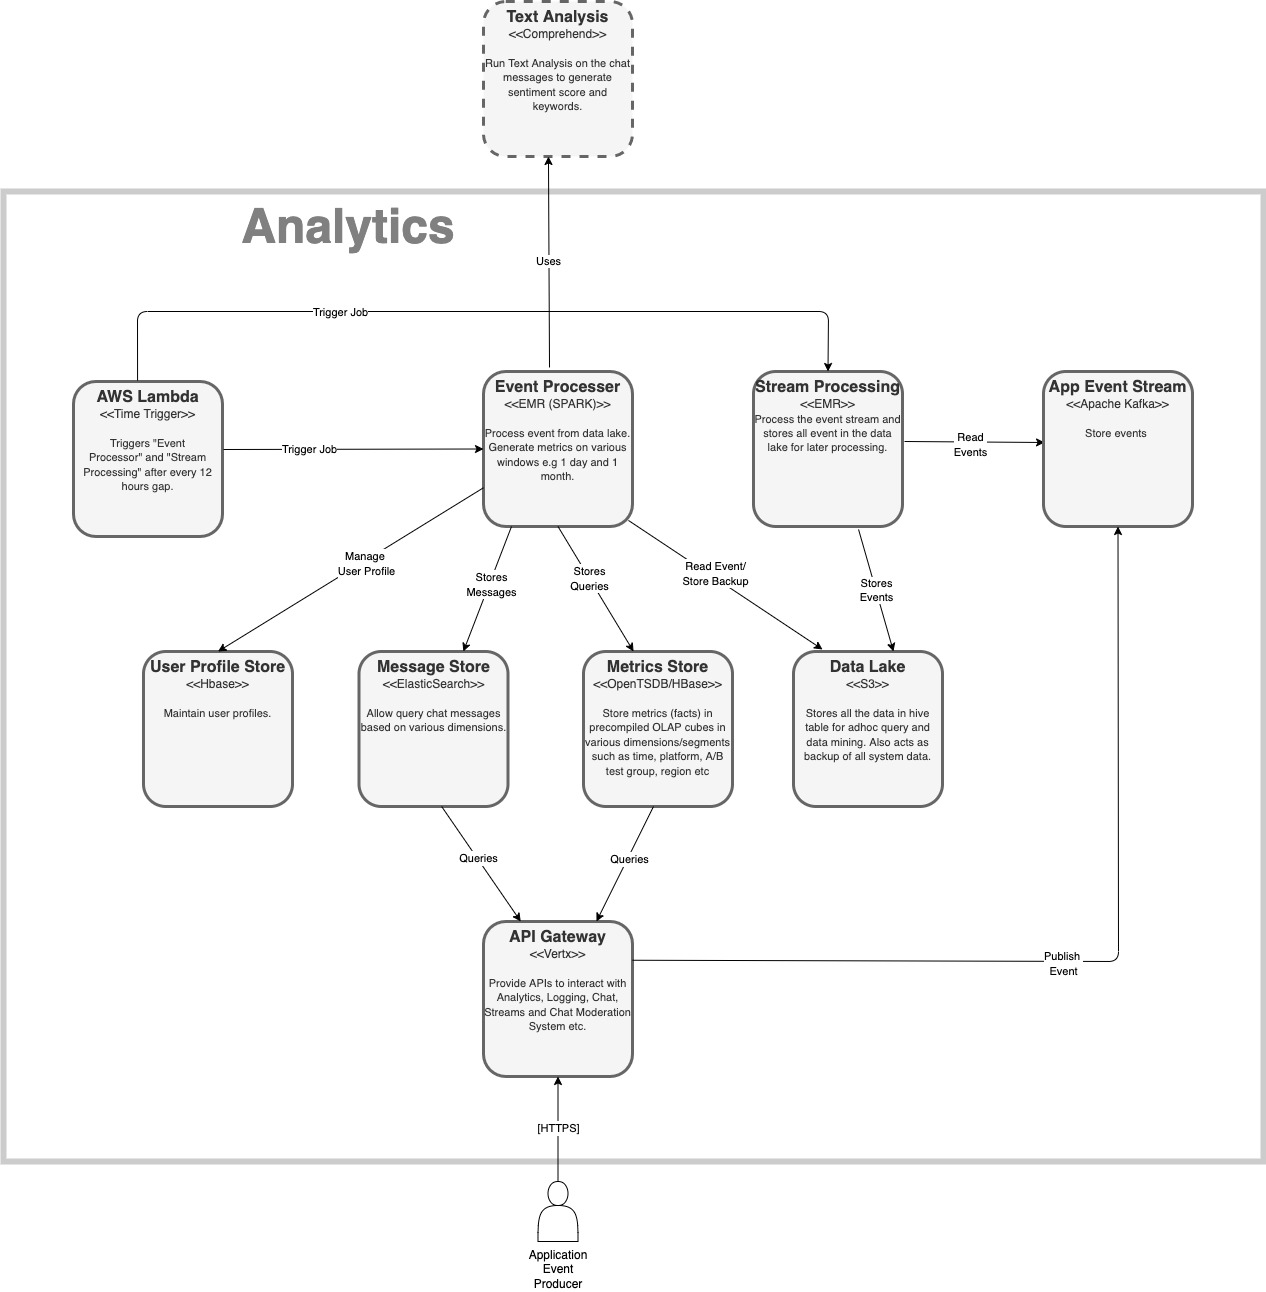 Text Analysis
<<Comprehend>>
Run Text Analysis on the chat
messages to generate
sentiment score and
keywords.
Analytics
Uses
Trigger Job
AWS Lambda
<<Time Trigger>>
Triggers "Event
Processor" and "Stream
Processing" after every 12
hours gap.
Trigger Job
Event Processer
<<EMR (SPARK)>>
Process event from data lake.
Generate metrics on various
windows e.g 1 day and 1
month.
Stream Processing
<<EMR>>
Process the event stream and
stores all event in the data
lake for later processing.
Read
Events
App Event Stream
<<Apache Kafka>>
Store events
Manage
User Profile
Stores
Messages
Stores
Queries
Read Event/
Store Backup
Stores
Events
User Profile Store
<<Hbase>>
Maintain user profiles.
Message Store
<<ElasticSearch>>
Allow query chat messages
based on various dimensions.
Metrics Store
<<OpenTSDB/HBase>>
Store metrics (facts) in
precompiled OLAP cubes in
various dimensions/segments
such as time, platform, A/B
test group, region etc
Data Lake
<<S3>>
Stores all the data in hive
table for adhoc query and
data mining. Also acts as
backup of all system data.
Queries
Queries
API Gateway
<<Vertx>>
Provide APIs to interact with
Analytics, Logging, Chat,
Streams and Chat Moderation
System etc.
Publish
Event
[HTTPS]
Application
Event
Producer